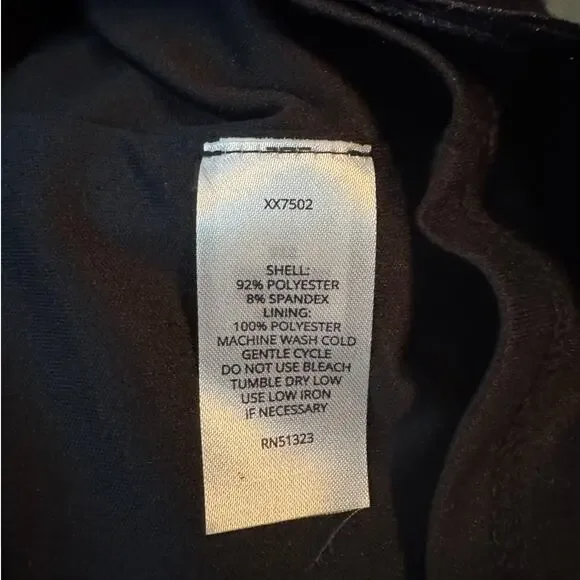 XX7502
SHELL:
92% POLYESTER
8% SPANDEX
LINING:
100% POLYESTER
MACHINE WASH COLD
GENTLE CYCLE
DO NOT USE BLEACH
TUMBLE DRY LOW
USE LOW IRON
IF NECESSARY
RN51323